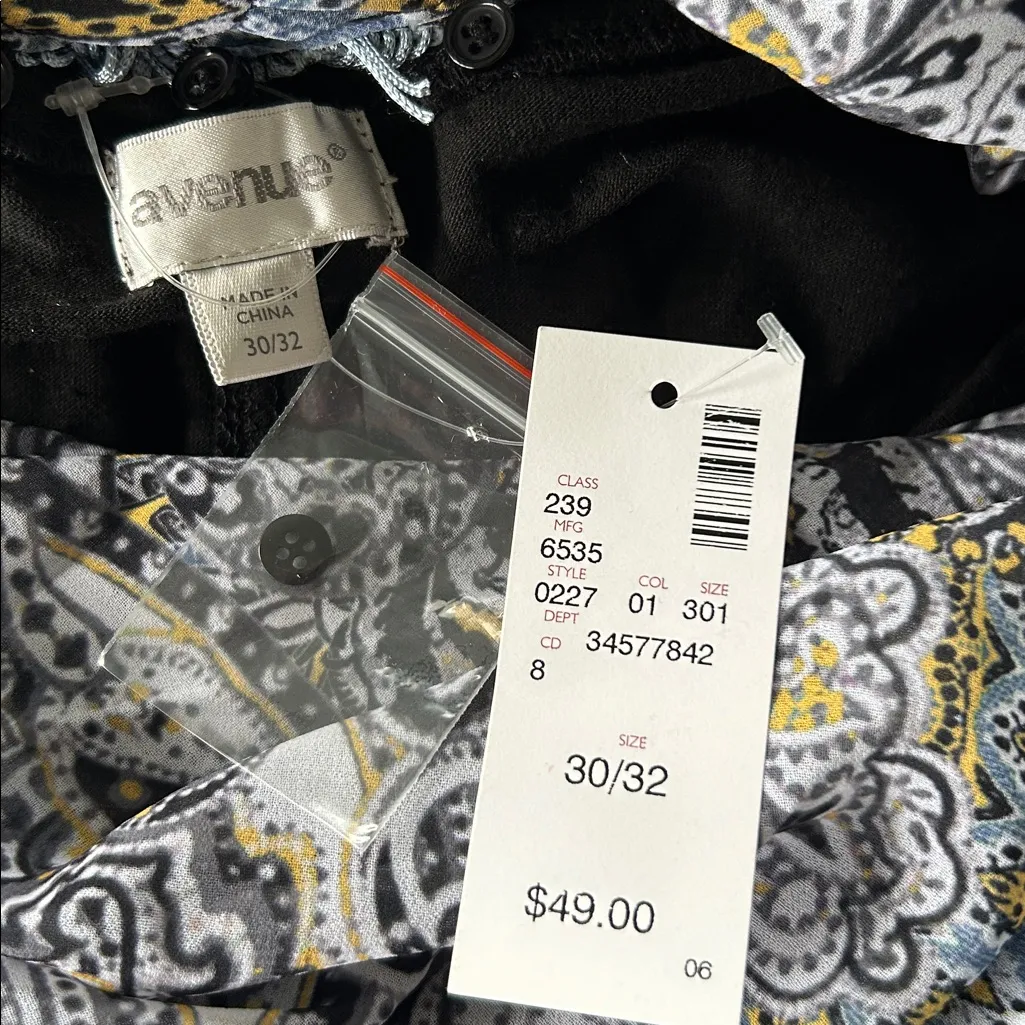 avenue®
MADE IN
CHINA
30/32
CLASS
239
MFG
6535
STYLE COL SIZE
0227 01 301
DEPT
CD 34577842
8
SIZE
30/32
$49.00
06